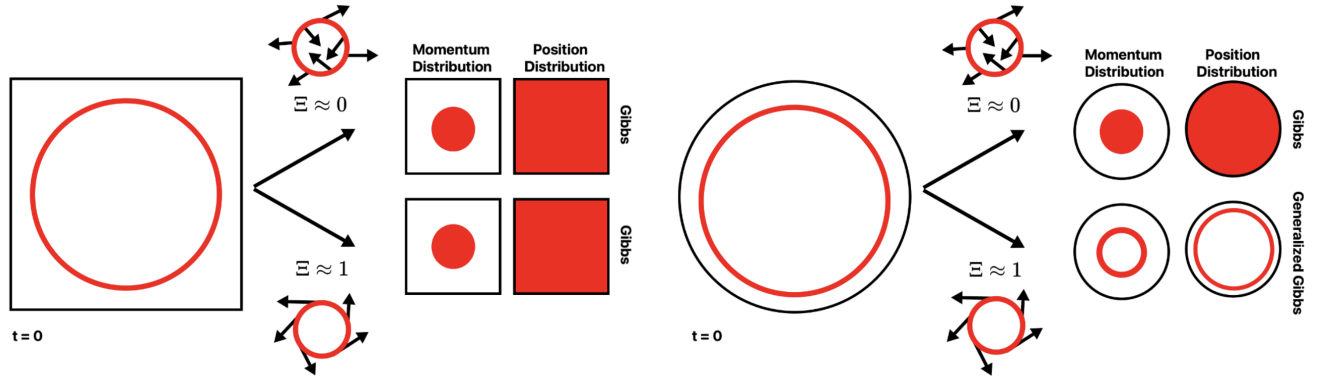 Momentum
Distribution
Position
Distribution
Ξ ≈ 0
Gibbs
Gibbs
Ξ ≈ 1
t = 0
Momentum
Distribution
Position
Distribution
Ξ ≈ 0
Gibbs
Generalized Gibbs
Ξ ≈ 1
t = 0